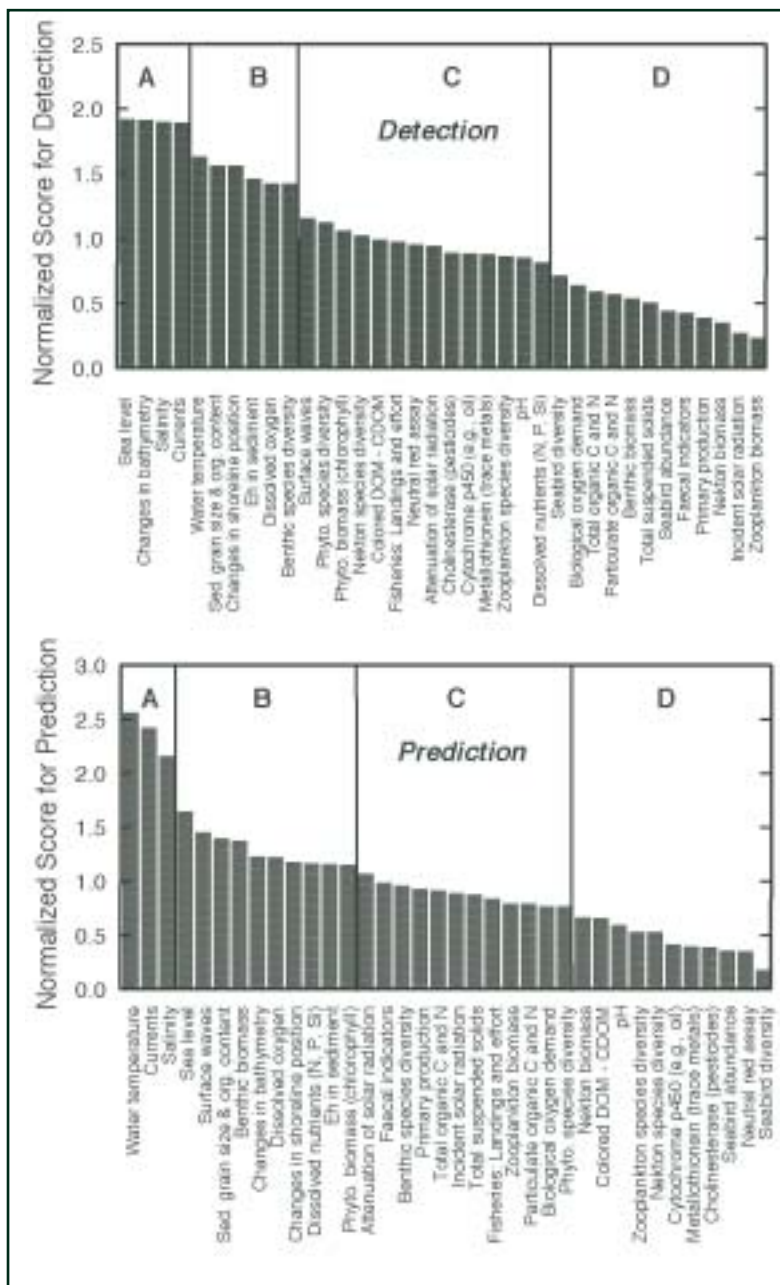 Normalized Score for Detection
2.5
2.0
1.5
1.0
0.5
0.0
A
B
C
D
Detection
Sea level
Changes in bathymetry
Salinity
Currents
Water temperature
Sed. grain size & org. content
Changes in shoreline position
Eh in sediment
Dissolved oxygen
Benthic species diversity
Surface waves
Phyto. species diversity
Phyto. biomass (chlorophyll)
Nekton species diversity
Colored DOM - CDOM
Fisheries: Landings and effort
Neutral red assay
Attenuation of solar radiation
Cholinesterase (pesticides)
Cytochrome p450 (e.g., oil)
Metallothionen (trace metals)
Zooplankton species diversity
pH
Dissolved nutrients (N, P, Si)
Seabird diversity
Biological oxygen demand
Total organic C and N
Particulate organic C and N
Benthic biomass
Total suspended solids
Seabird abundance
Faecal indicators
Primary production
Nekton biomass
Incident solar radiation
Zooplankton biomass
Normalized Score for Prediction
3.0
2.5
2.0
1.5
1.0
0.5
0.0
A
B
C
D
Prediction
Water temperature
Currents
Salinity
Sea level
Surface waves
Sed. grain size & org. content
Benthic biomass
Changes in bathymetry
Dissolved oxygen
Changes in shoreline position
Dissolved nutrients (N, P, Si)
Eh in sediment
Phyto. biomass (chlorophyll)
Attenuation of solar radiation
Faecal indicators
Benthic species diversity
Primary production
Total organic C and N
Incident solar radiation
Total suspended solids
Fisheries: Landings and effort
Zooplankton biomass
Particulate organic C and N
Biological oxygen demand
Phyto. species diversity
Nekton biomass
Colored DOM - CDOM
pH
Zooplankton species diversity
Nekton species diversity
Cytochrome p450 (e.g., oil)
Metallothionen (trace metals)
Cholinesterase (pestcides)
Seabird abundance
Neutral red assay
Seabird diversity